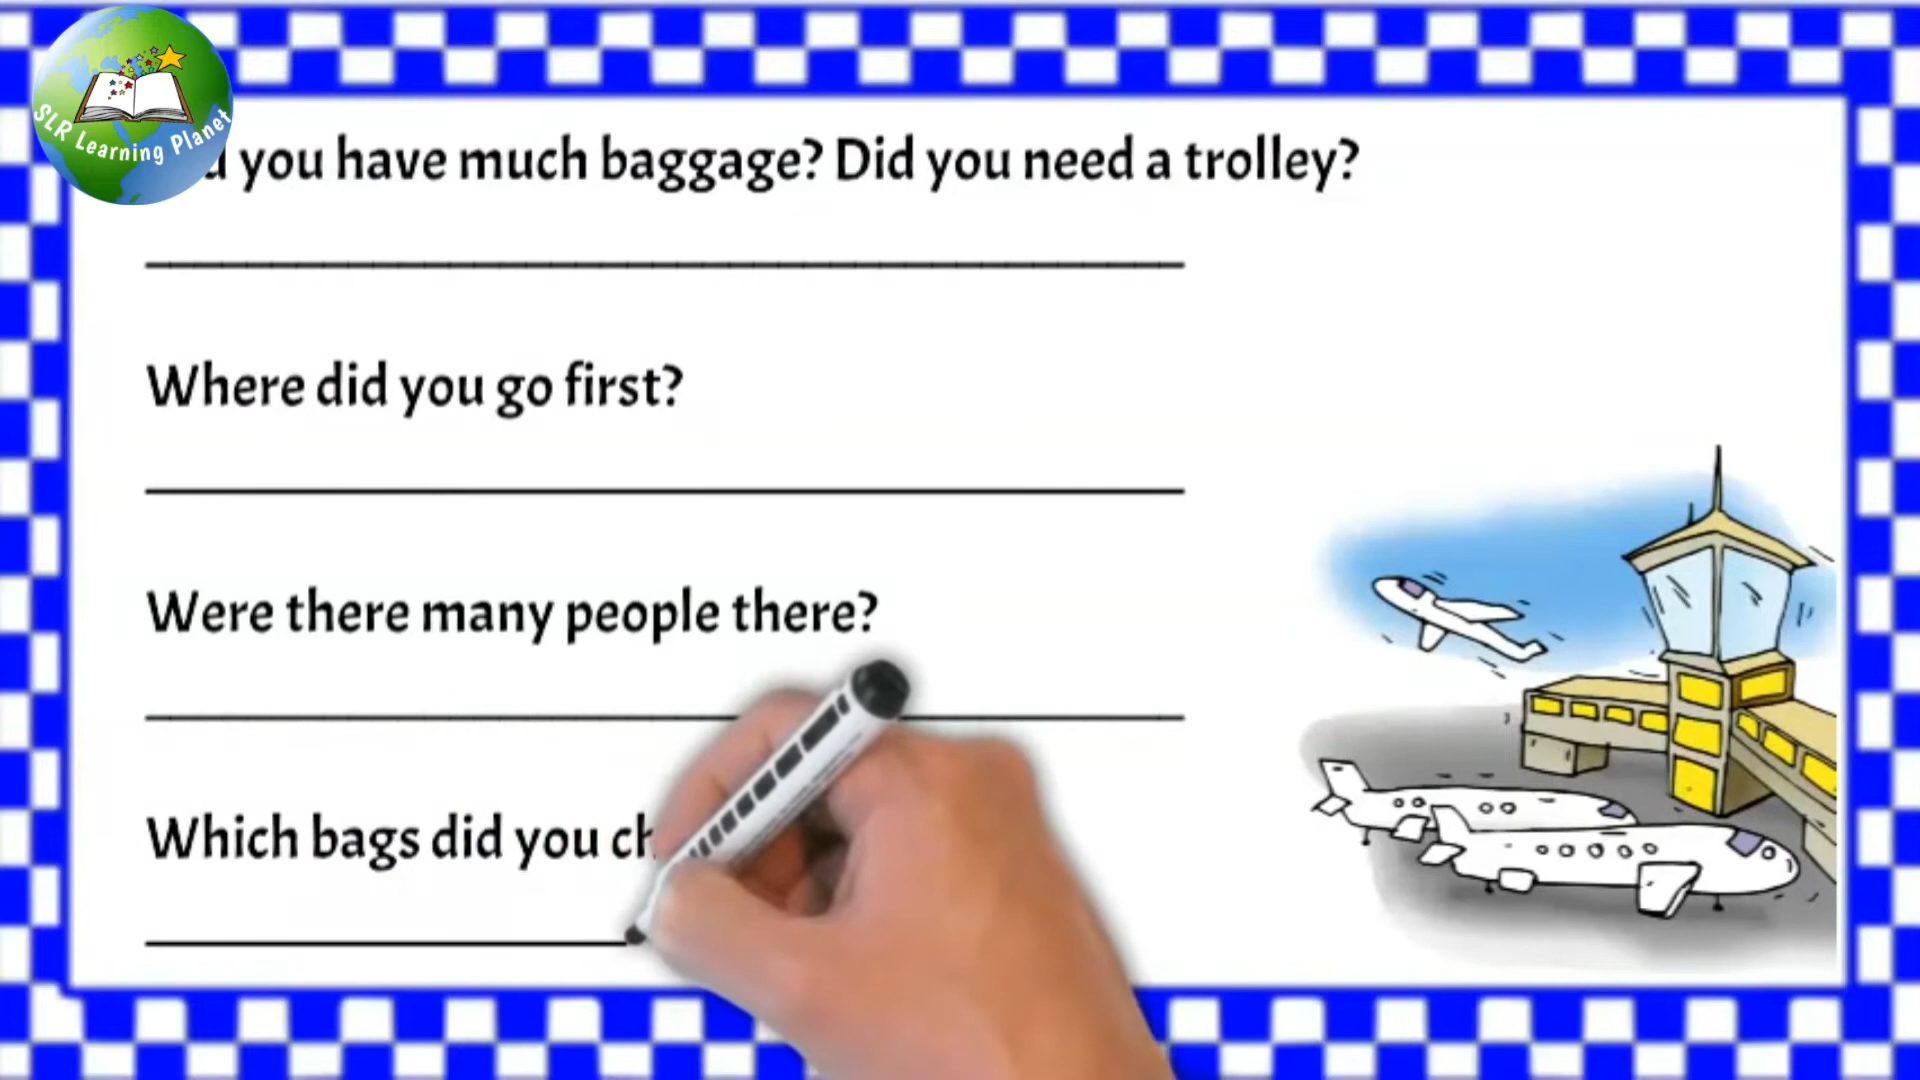 SLR Learning Planet
you have much baggage? Did you need a trolley?
Where did you go first?
Were there many people there?
Which bags did you